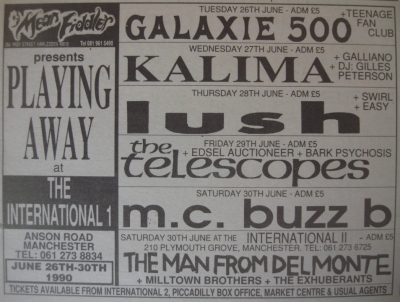 Mean Fiddler
Tel 081 961 5490
presents
PLAYING
AWAY
at
THE
INTERNATIONAL 1
ANSON ROAD
MANCHESTER
TEL: 061 273 8834
JUNE 26TH-30TH
1990
TUESDAY 26TH JUNE - ADM £5
GALAXIE 500
+TEENAGE
FAN
CLUB
WEDNESDAY 27TH JUNE - ADM £5
KALIMA
+ GALLIANO
+ DJ: GILLES
PETERSON
THURSDAY 28TH JUNE - ADM £5
lush
+ SWIRL
+ EASY
FRIDAY 29TH JUNE - ADM £5
+ EDSEL AUCTIONEER + BARK PSYCHOSIS
the telescopes
SATURDAY 30TH JUNE - ADM £5
m.c. buzz b
SATURDAY 30TH JUNE AT THE INTERNATIONAL II - ADM £5
210 PLYMOUTH GROVE, MANCHESTER. TEL: 061 273 6725
THE MAN FROM DELMONTE
+ MILLTOWN BROTHERS + THE EXHUBERANTS
TICKETS AVAILABLE FROM INTERNATIONAL 2, PICCADILLY BOX OFFICE, MARKET CENTRE & USUAL AGENTS